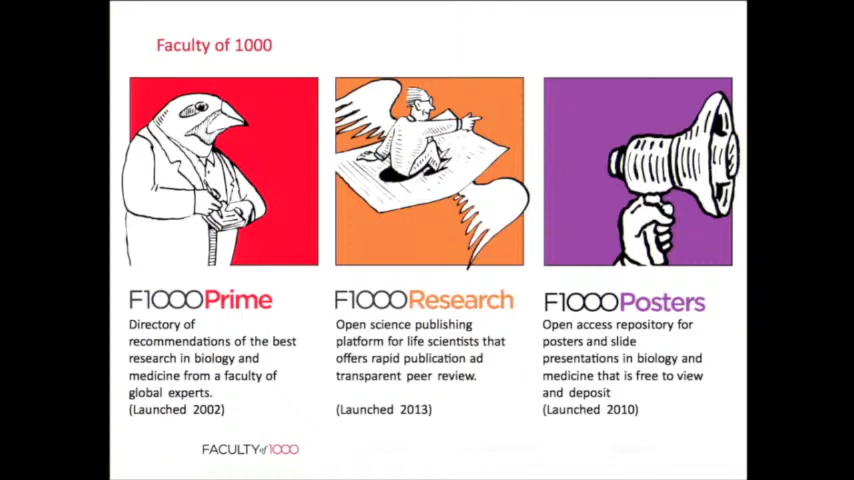 Faculty of 1000
F1000Prime
Directory of
recommendations of the best
research in biology and
medicine from a faculty of
global experts.
(Launched 2002)
F1000Research
Open science publishing
platform for life scientists that
offers rapid publication ad
transparent peer review.
(Launched 2013)
F1000Posters
Open access repository for
posters and slide
presentations in biology and
medicine that is free to view
and deposit
(Launched 2010)
FACULTY of 1000